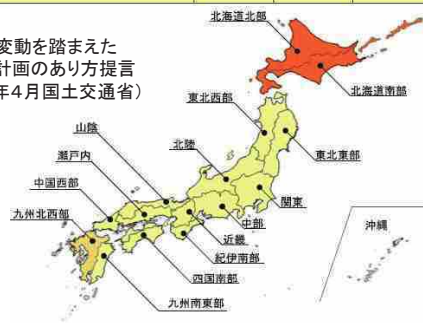 変動を踏まえた
計画のあり方提言
年4月国土交通省)
北海道北部
北海道南部
東北西部
山陰
北陸
東北東部
瀬戸内
中国西部
関東
九州北西部
中部
沖縄
近畿
紀伊南部
四国南部
九州南東部